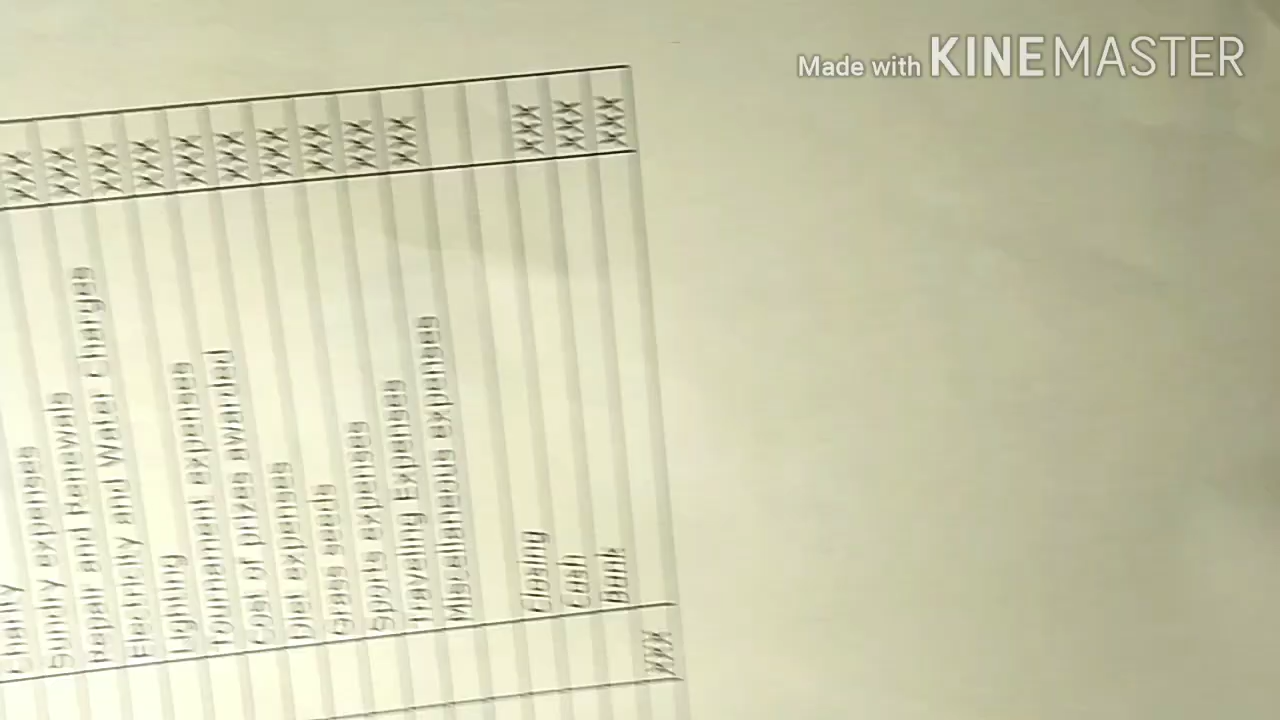 Made with KINEMASTER
Charity XXX
Sundry expenses XXX
Repair and Renewals XXX
Electricity and Water Charges XXX
Lighting XXX
Tournament expenses XXX
Cost of prizes awarded XXX
Diet expenses XXX
Grass seeds XXX
Sports expenses XXX
Traveling Expenses
Miscellaneous expenses
Closing XXX
Cash XXX
Bank XXX
XXX